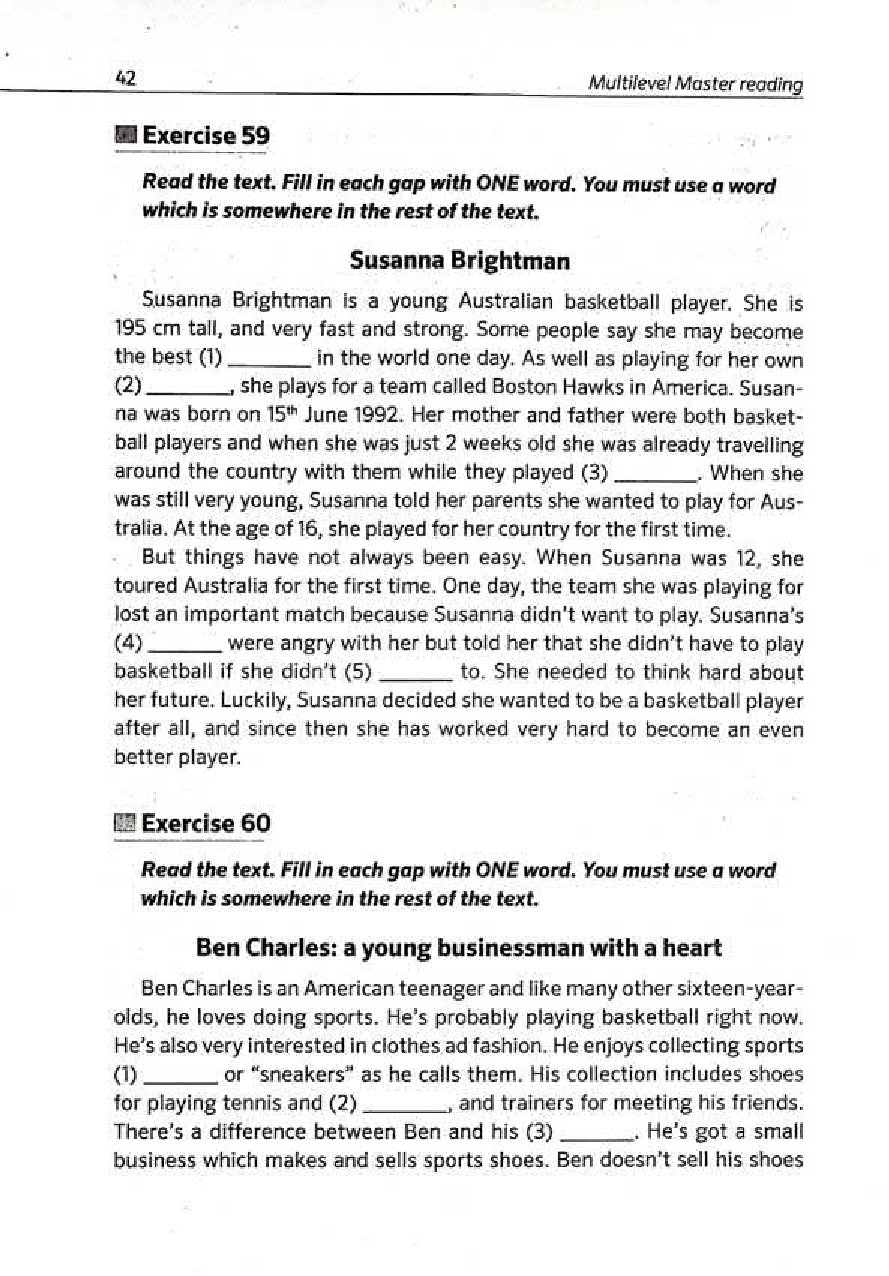 42
Multilevel Master reading
Exercise 59
Read the text. Fill in each gap with ONE word. You must use a word
which is somewhere in the rest of the text.
Susanna Brightman
Susanna Brightman is a young Australian basketball player. She is
195 cm tall, and very fast and strong. Some people say she may become
the best (1) ________ in the world one day. As well as playing for her own
(2) ________, she plays for a team called Boston Hawks in America. Susan-
na was born on 15th June 1992. Her mother and father were both basket-
ball players and when she was just 2 weeks old she was already travelling
around the country with them while they played (3) ________. When she
was still very young, Susanna told her parents she wanted to play for Aus-
tralia. At the age of 16, she played for her country for the first time.
But things have not always been easy. When Susanna was 12, she
toured Australia for the first time. One day, the team she was playing for
lost an important match because Susanna didn't want to play. Susanna's
(4) _______ were angry with her but told her that she didn't have to play
basketball if she didn't (5) _______ to. She needed to think hard about
her future. Luckily, Susanna decided she wanted to be a basketball player
after all, and since then she has worked very hard to become an even
better player.
Exercise 60
Read the text. Fill in each gap with ONE word. You must use a word
which is somewhere in the rest of the text.
Ben Charles: a young businessman with a heart
Ben Charles is an American teenager and like many other sixteen-year-
olds, he loves doing sports. He's probably playing basketball right now.
He's also very interested in clothes ad fashion. He enjoys collecting sports
(1) _______ or "sneakers" as he calls them. His collection includes shoes
for playing tennis and (2) ________, and trainers for meeting his friends.
There's a difference between Ben and his (3) _______. He's got a small
business which makes and sells sports shoes. Ben doesn't sell his shoes